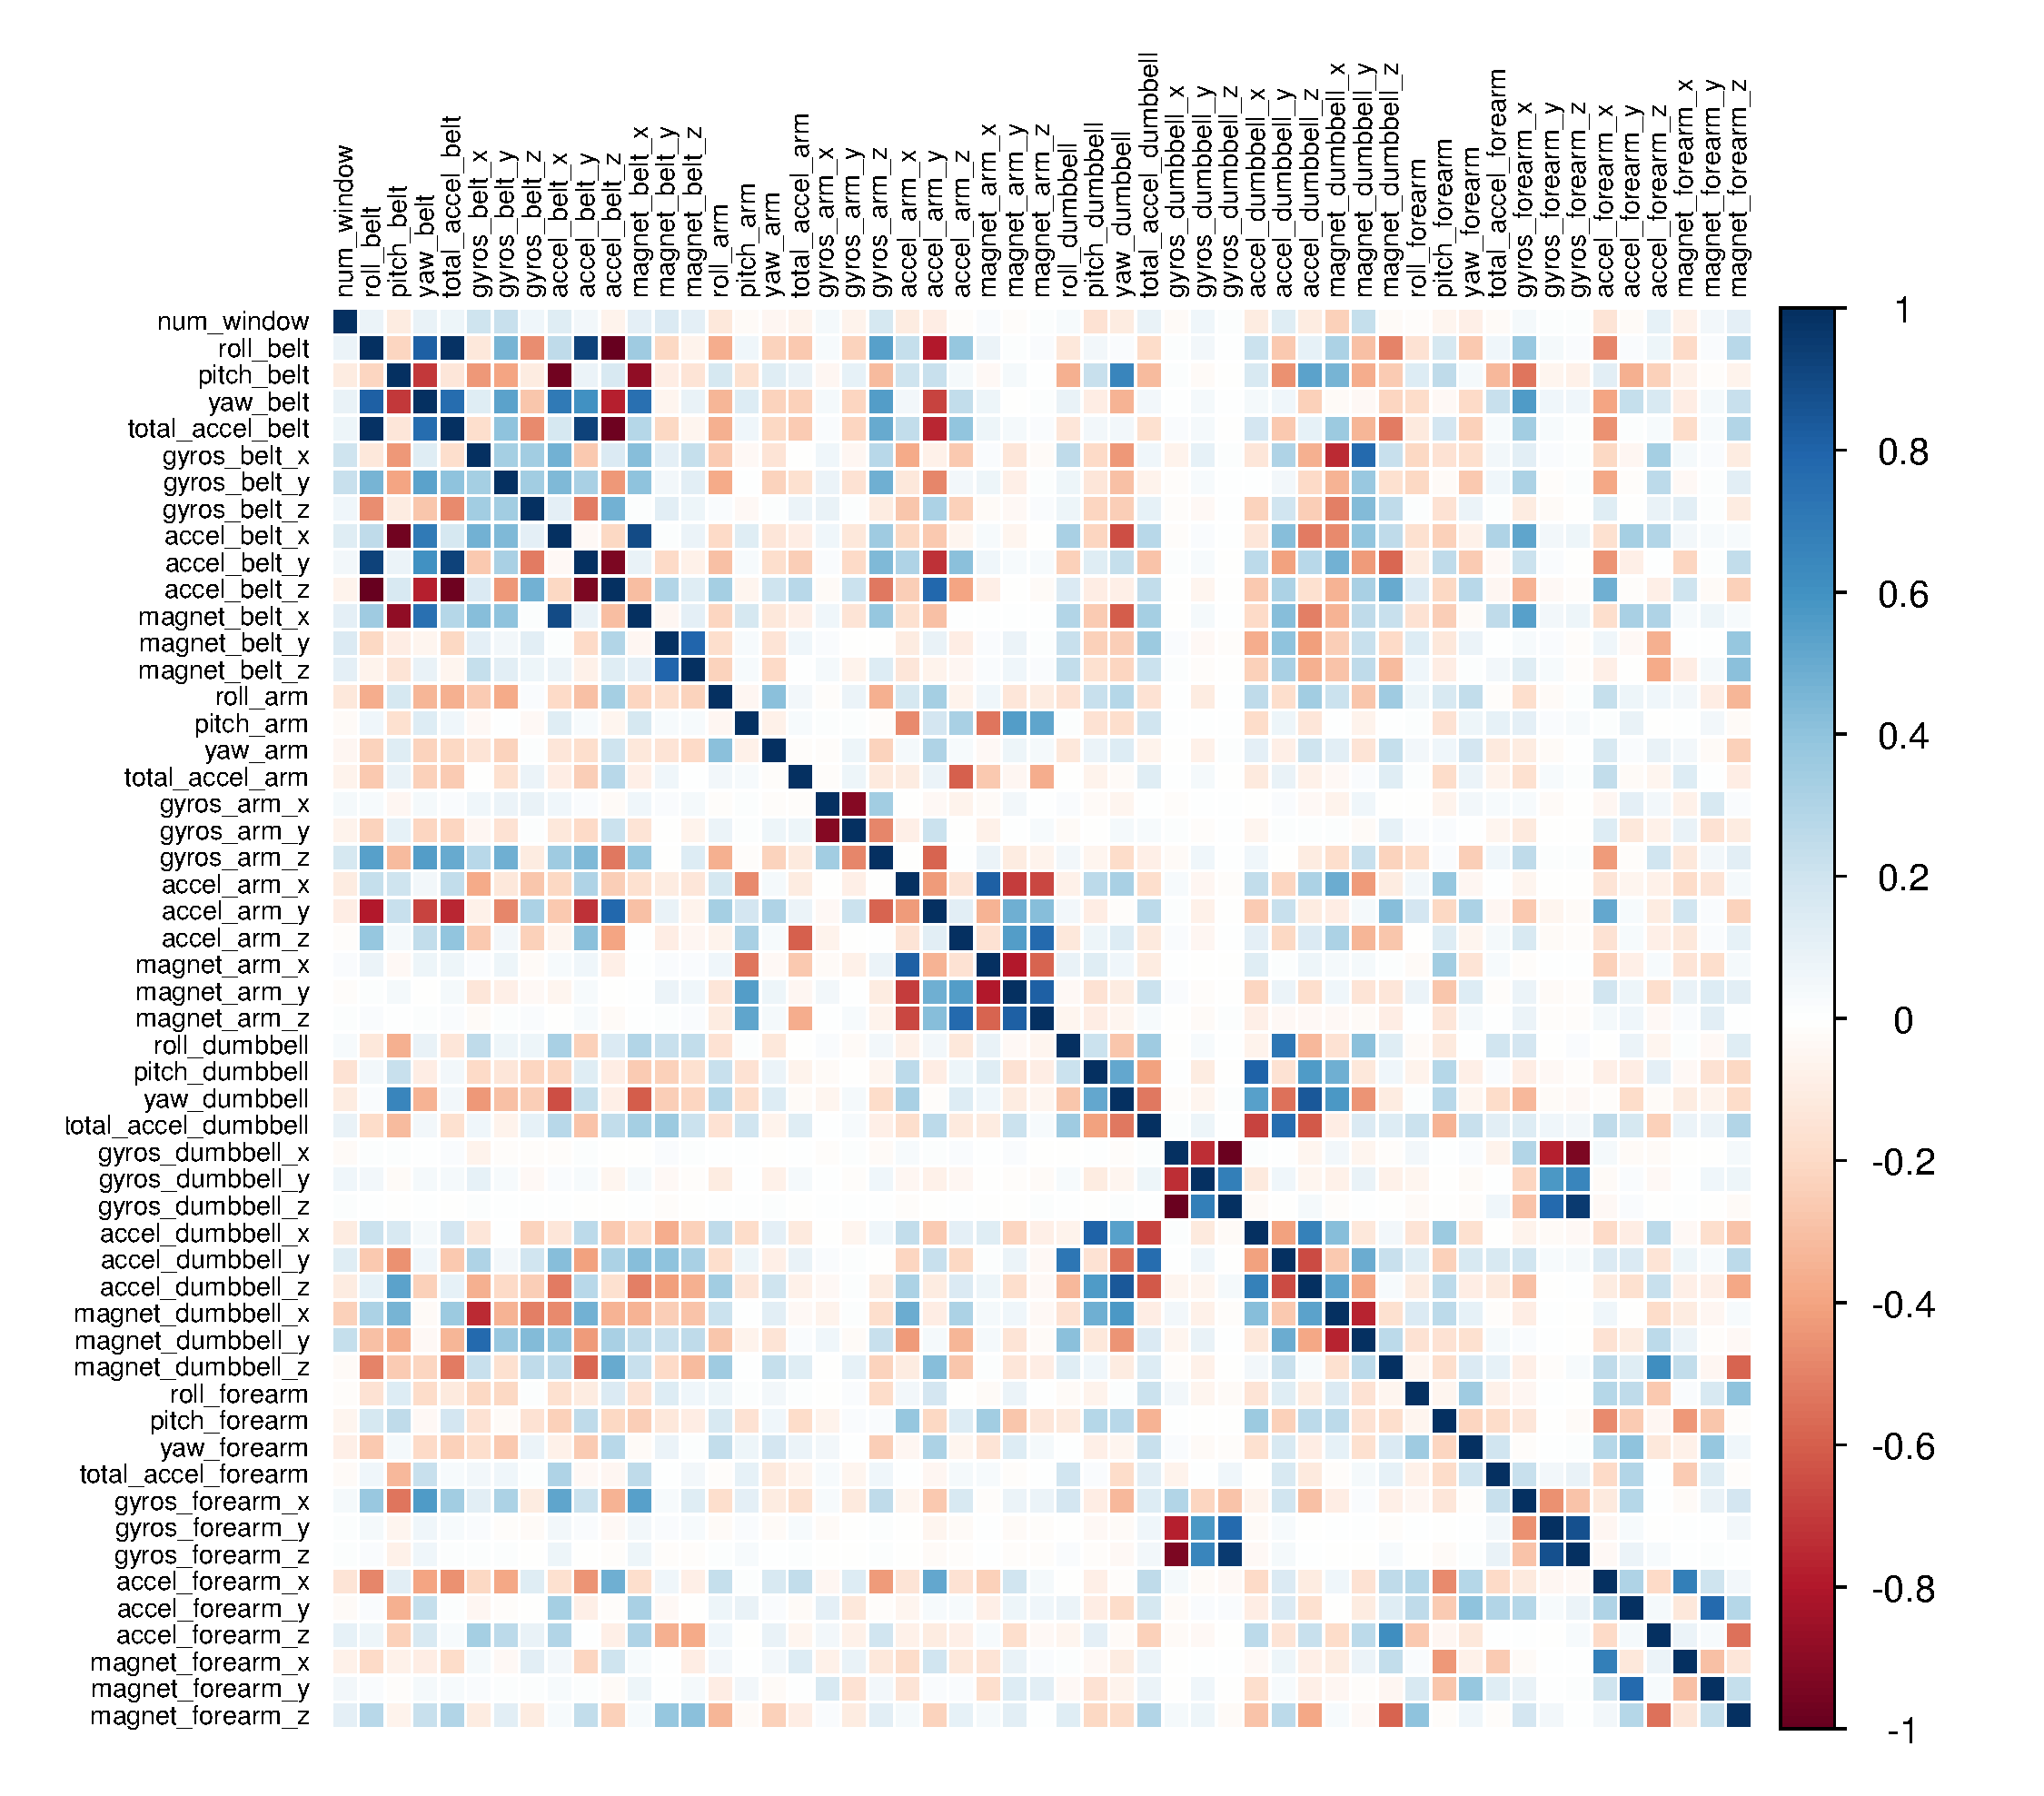 num_window
roll_belt
pitch_belt
yaw_belt
total_accel_belt
gyros_belt_x
gyros_belt_y
gyros_belt_z
accel_belt_x
accel_belt_y
accel_belt_z
magnet_belt_x
magnet_belt_y
magnet_belt_z
roll_arm
pitch_arm
yaw_arm
total_accel_arm
gyros_arm_x
gyros_arm_y
gyros_arm_z
accel_arm_x
accel_arm_y
accel_arm_z
magnet_arm_x
magnet_arm_y
magnet_arm_z
roll_dumbbell
pitch_dumbbell
yaw_dumbbell
total_accel_dumbbell
gyros_dumbbell_x
gyros_dumbbell_y
gyros_dumbbell_z
accel_dumbbell_x
accel_dumbbell_y
accel_dumbbell_z
magnet_dumbbell_x
magnet_dumbbell_y
magnet_dumbbell_z
roll_forearm
pitch_forearm
yaw_forearm
total_accel_forearm
gyros_forearm_x
gyros_forearm_y
gyros_forearm_z
accel_forearm_x
accel_forearm_y
accel_forearm_z
magnet_forearm_x
magnet_forearm_y
magnet_forearm_z
num_window
roll_belt
pitch_belt
yaw_belt
total_accel_belt
gyros_belt_x
gyros_belt_y
gyros_belt_z
accel_belt_x
accel_belt_y
accel_belt_z
magnet_belt_x
magnet_belt_y
magnet_belt_z
roll_arm
pitch_arm
yaw_arm
total_accel_arm
gyros_arm_x
gyros_arm_y
gyros_arm_z
accel_arm_x
accel_arm_y
accel_arm_z
magnet_arm_x
magnet_arm_y
magnet_arm_z
roll_dumbbell
pitch_dumbbell
yaw_dumbbell
total_accel_dumbbell
gyros_dumbbell_x
gyros_dumbbell_y
gyros_dumbbell_z
accel_dumbbell_x
accel_dumbbell_y
accel_dumbbell_z
magnet_dumbbell_x
magnet_dumbbell_y
magnet_dumbbell_z
roll_forearm
pitch_forearm
yaw_forearm
total_accel_forearm
gyros_forearm_x
gyros_forearm_y
gyros_forearm_z
accel_forearm_x
accel_forearm_y
accel_forearm_z
magnet_forearm_x
magnet_forearm_y
magnet_forearm_z
1
0.8
0.6
0.4
0.2
0
-0.2
-0.4
-0.6
-0.8
-1